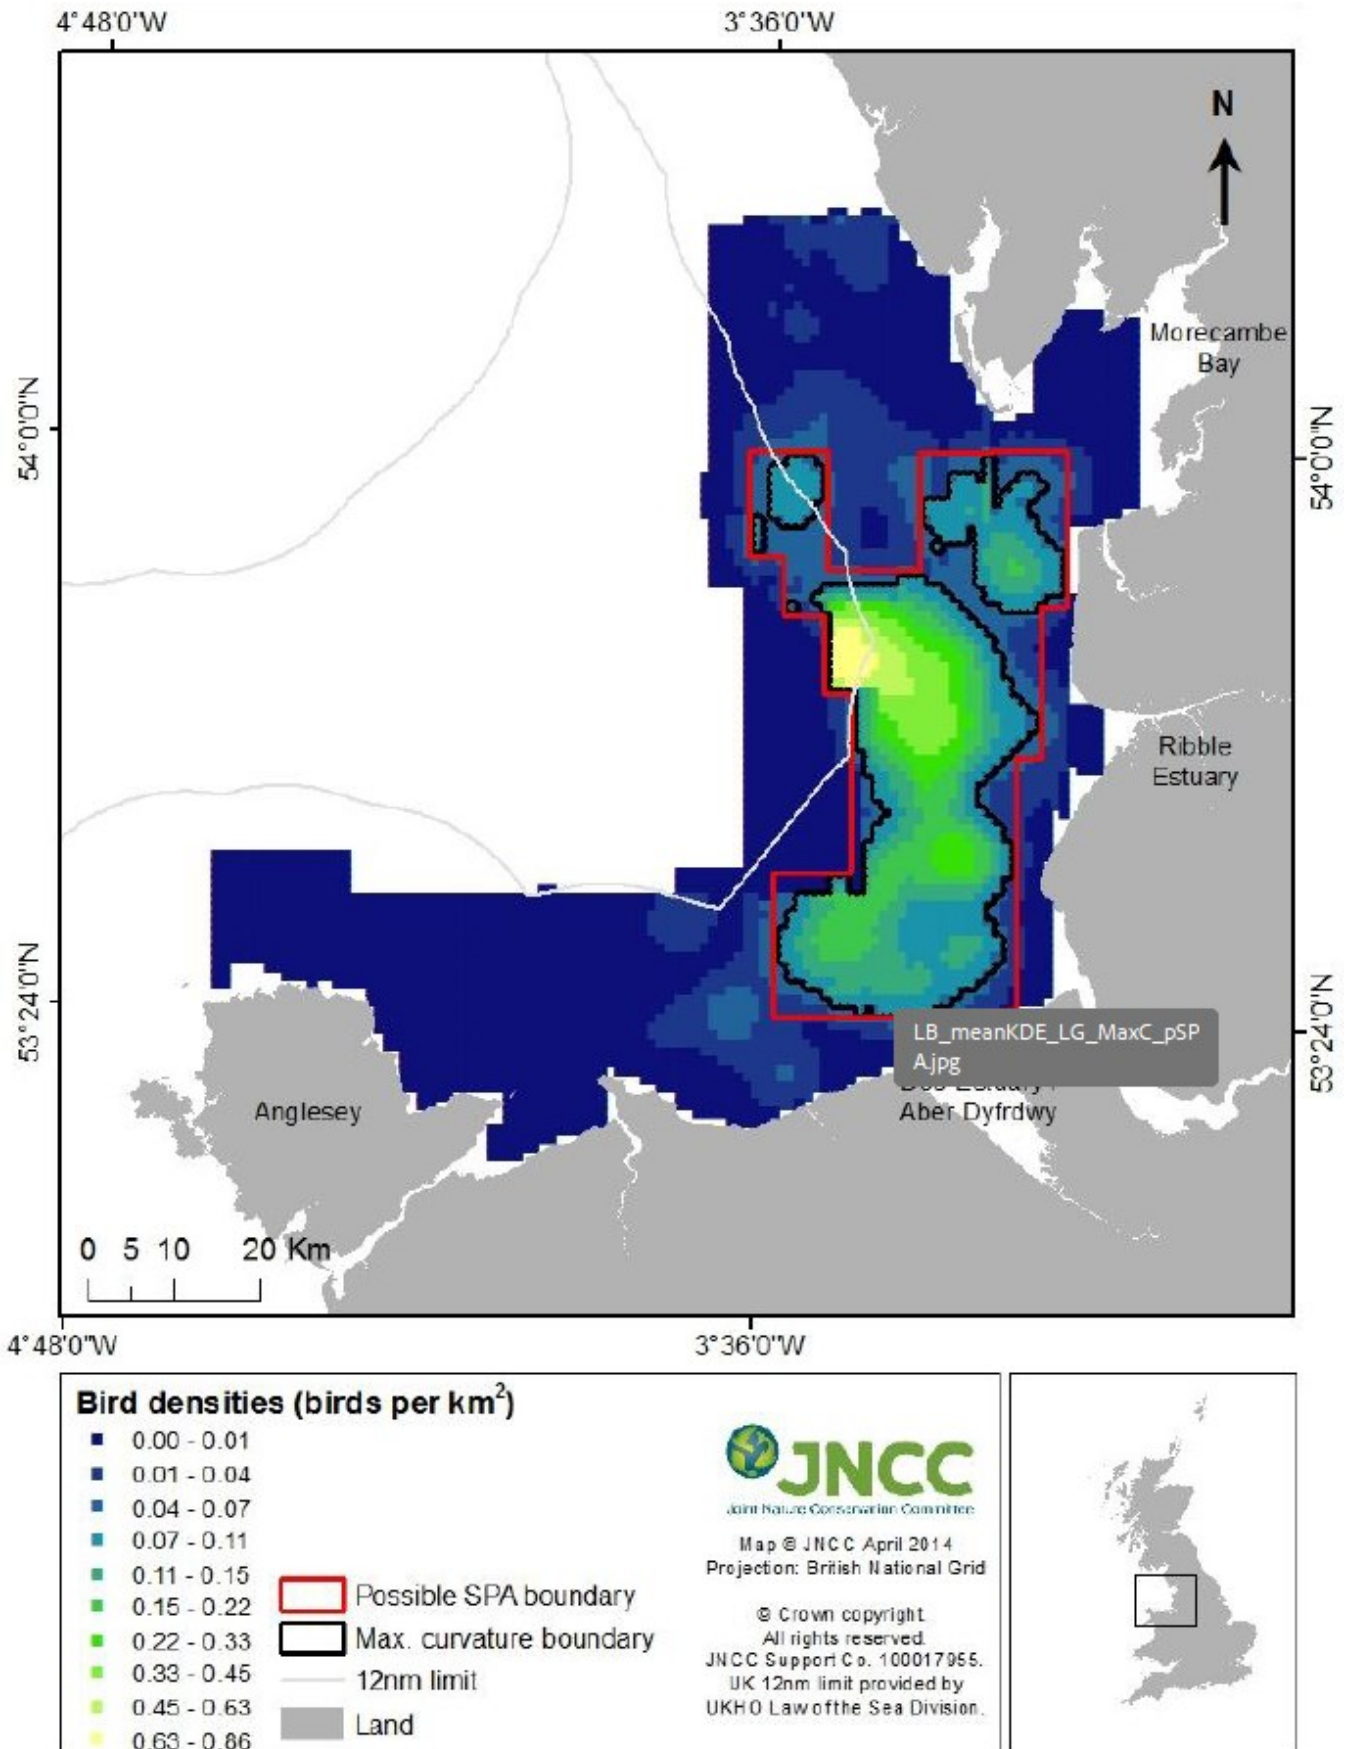 4°48'0"W
3°36'0"W
N
Morecambe
Bay
54°0'0"N
54°0'0"N
Ribble
Estuary
53°24'0"N
53°24'0"N
LB_meanKDE_LG_MaxC_pSP
A.jpg
Aber Dyfrdwy
Anglesey
0 5 10 20 Km
4°48'0"W
3°36'0"W
Bird densities (birds per km²)
0.00 - 0.01
0.01 - 0.04
0.04 - 0.07
0.07 - 0.11
0.11 - 0.15
0.15 - 0.22
0.22 - 0.33
0.33 - 0.45
0.45 - 0.63
0.63 - 0.86
Possible SPA boundary
Max. curvature boundary
12nm limit
Land
JNCC
Joint Nature Conservation Committee
Map © JNCC April 2014
Projection: British National Grid
© Crown copyright.
All rights reserved.
JNCC Support Co. 100017955.
UK 12nm limit provided by
UKHO Law of the Sea Division.